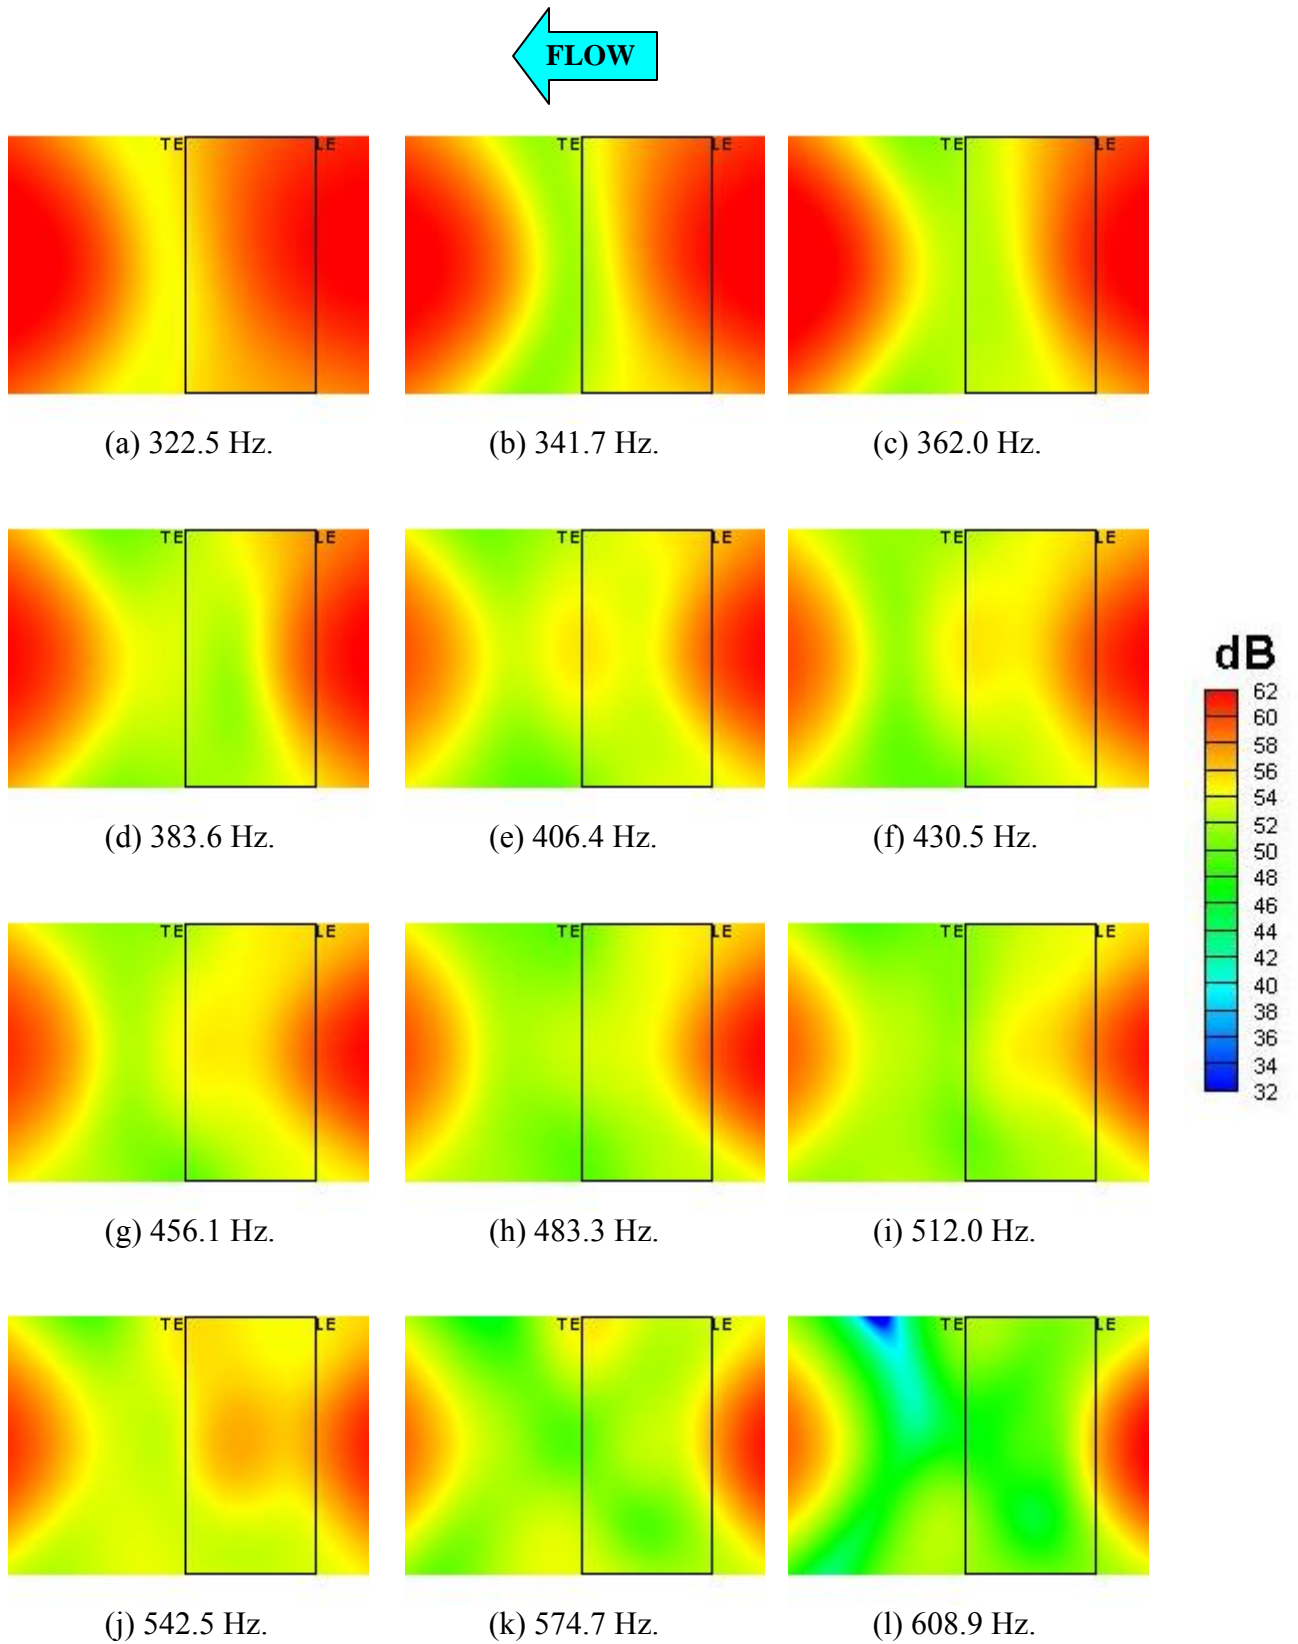 FLOW
TE LE TE LE TE LE
(a) 322.5 Hz. (b) 341.7 Hz. (c) 362.0 Hz.
TE LE TE LE TE LE
(d) 383.6 Hz. (e) 406.4 Hz. (f) 430.5 Hz.
dB
62
60
58
56
54
52
50
48
46
44
42
40
38
36
34
32
TE LE TE LE TE LE
(g) 456.1 Hz. (h) 483.3 Hz. (i) 512.0 Hz.
TE LE TE LE TE LE
(j) 542.5 Hz. (k) 574.7 Hz. (l) 608.9 Hz.